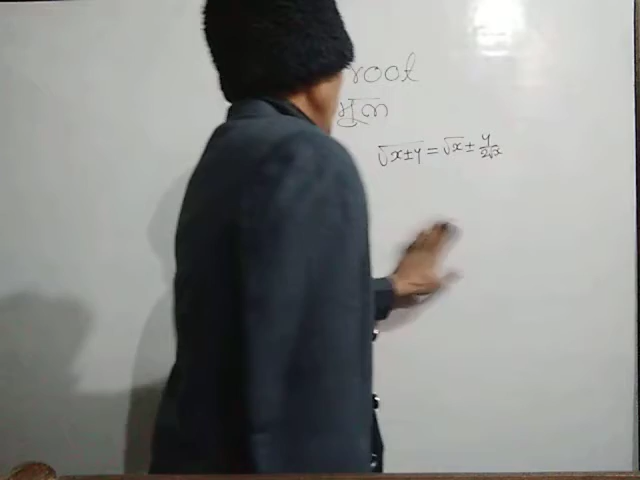 root
मूल
√x±y = √x ± y/2√x